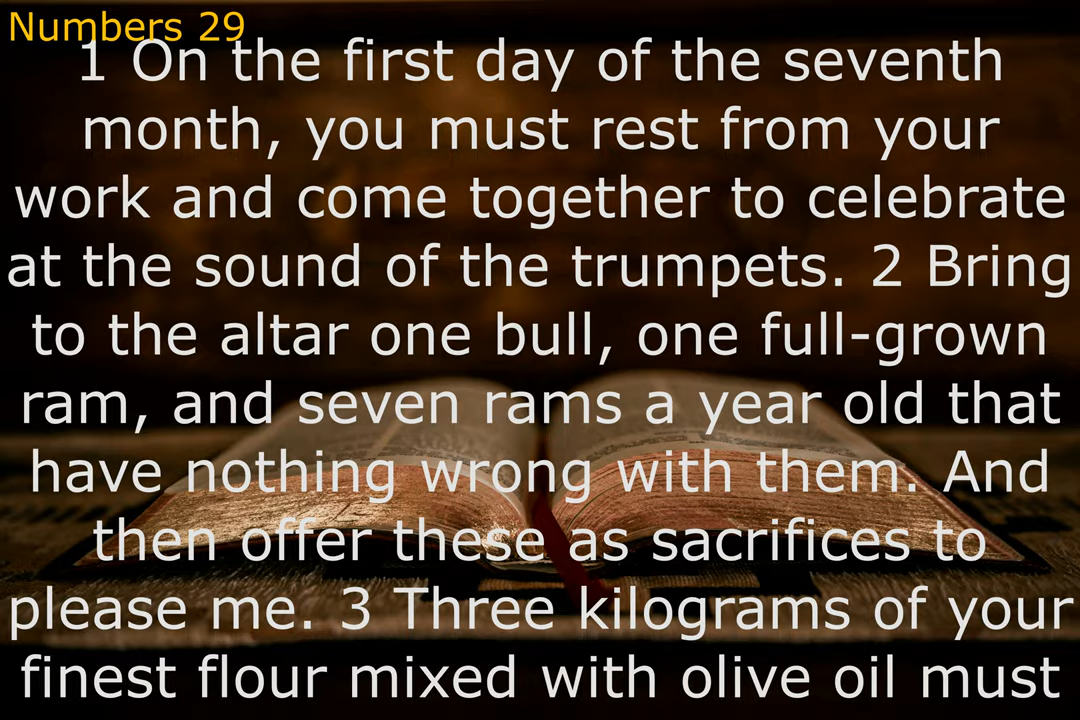 Numbers 29
1 On the first day of the seventh
month, you must rest from your
work and come together to celebrate
at the sound of the trumpets. 2 Bring
to the altar one bull, one full-grown
ram, and seven rams a year old that
have nothing wrong with them. And
then offer these as sacrifices to
please me. 3 Three kilograms of your
finest flour mixed with olive oil must